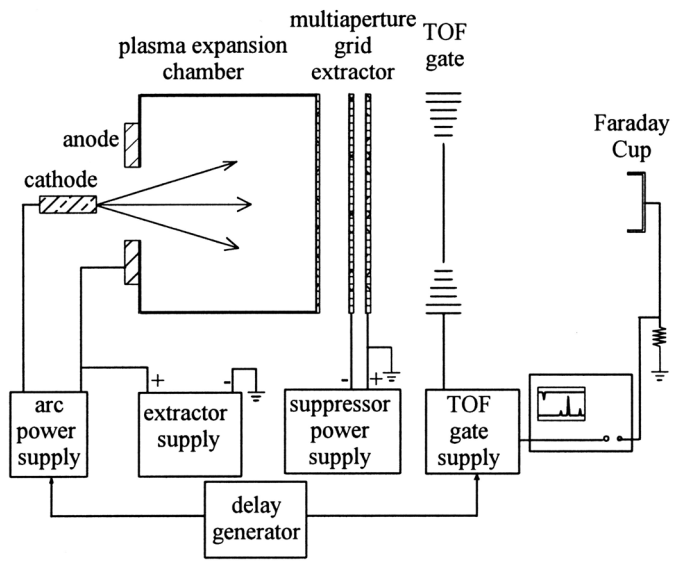 multiaperture
grid
extractor
TOF
gate
plasma expansion
chamber
Faraday
Cup
anode
cathode
+
-
-
+
arc
power
supply
extractor
supply
suppressor
power
supply
TOF
gate
supply
delay
generator